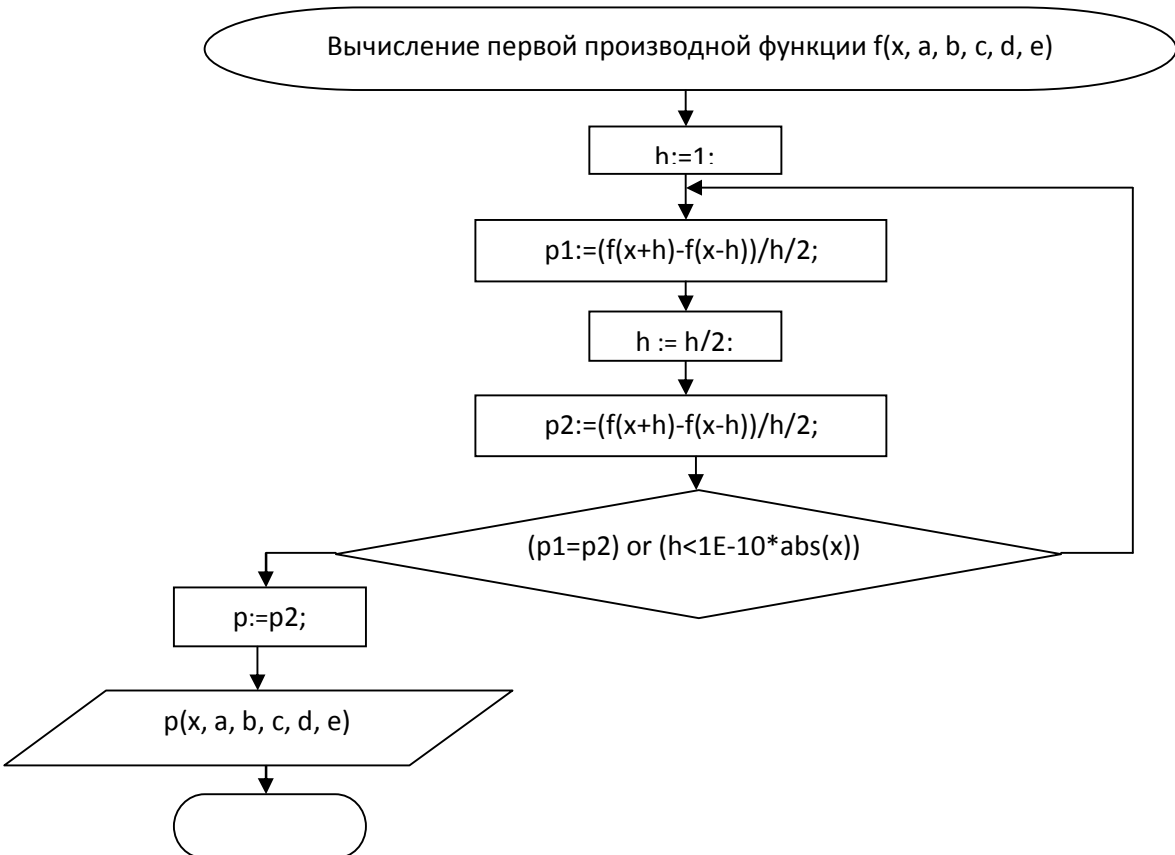 Вычисление первой производной функции f(x, a, b, c, d, e)
h:=1;
p1:=(f(x+h)-f(x-h))/h/2;
h := h/2;
p2:=(f(x+h)-f(x-h))/h/2;
(p1=p2) or (h<1E-10*abs(x))
p:=p2;
p(x, a, b, c, d, e)